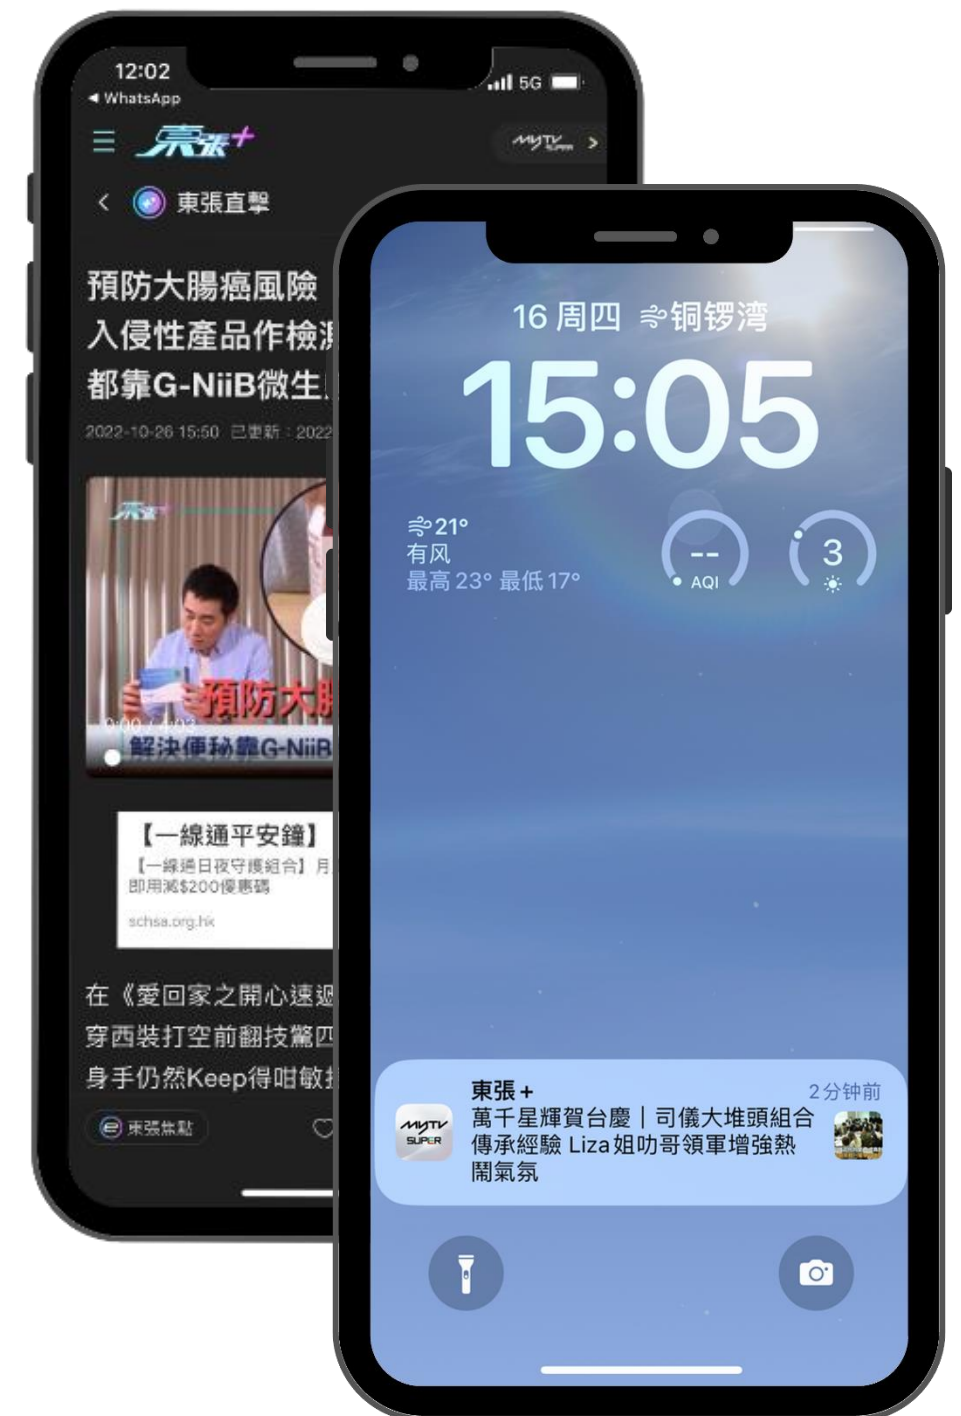 12:02
5G
◀ WhatsApp
東張+
MYTV SUPER >
東張直擊
預防大腸癌風險
入侵性產品作檢
都靠G-NiiB微生
2022-10-26 15:50 已更新：2022
東張+
預防大
0:00 / 4:03
解決便秘靠G-NiiB
【一線通平安鐘】
【一線通日夜守護組合】月
即用減$200優惠碼
schsa.org.hk
在《愛回家之開心速遞
穿西裝打空前翻技驚四
身手仍然Keep得咁敏
東張焦點
16 周四 铜锣湾
15:05
21°
有风
最高 23° 最低 17°
--
AQI
3
東張 +
2分钟前
MYTV SUPER
萬千星輝賀台慶｜司儀大堆頭組合
傳承經驗 Liza姐叻哥領軍增強熱
鬧氣氛